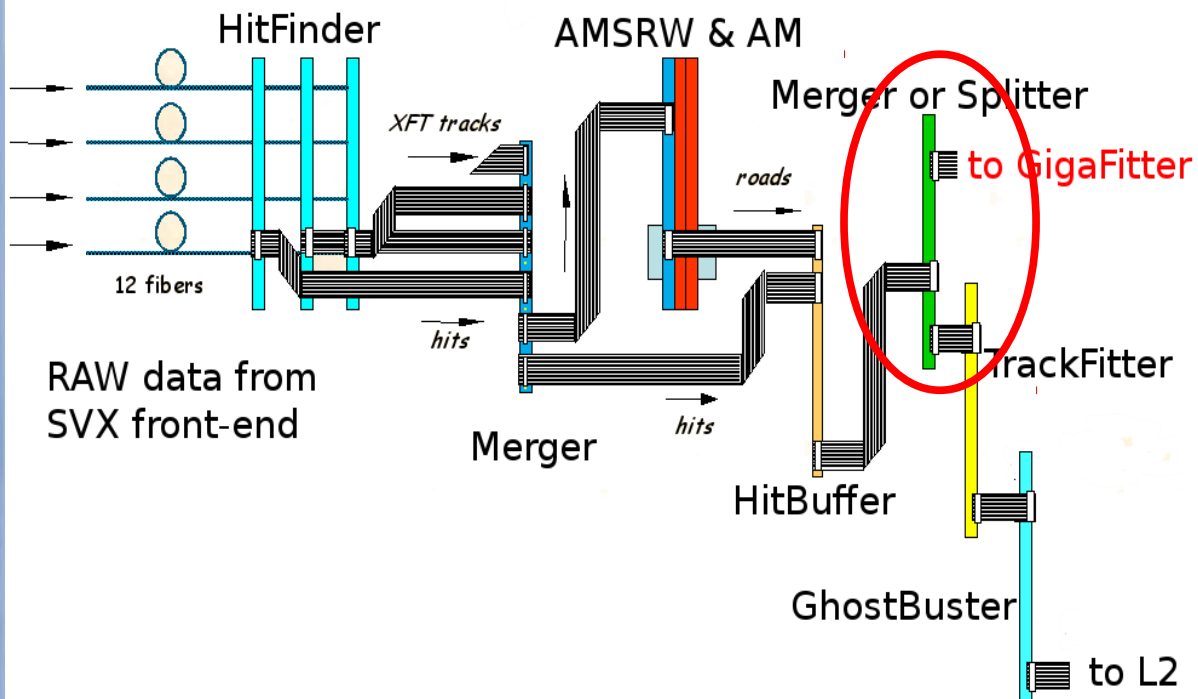 HitFinder
AMSRW & AM
Merger or Splitter
XFT tracks
to GigaFitter
roads
12 fibers
hits
RAW data from
SVX front-end
TrackFitter
hits
Merger
HitBuffer
GhostBuster
to L2